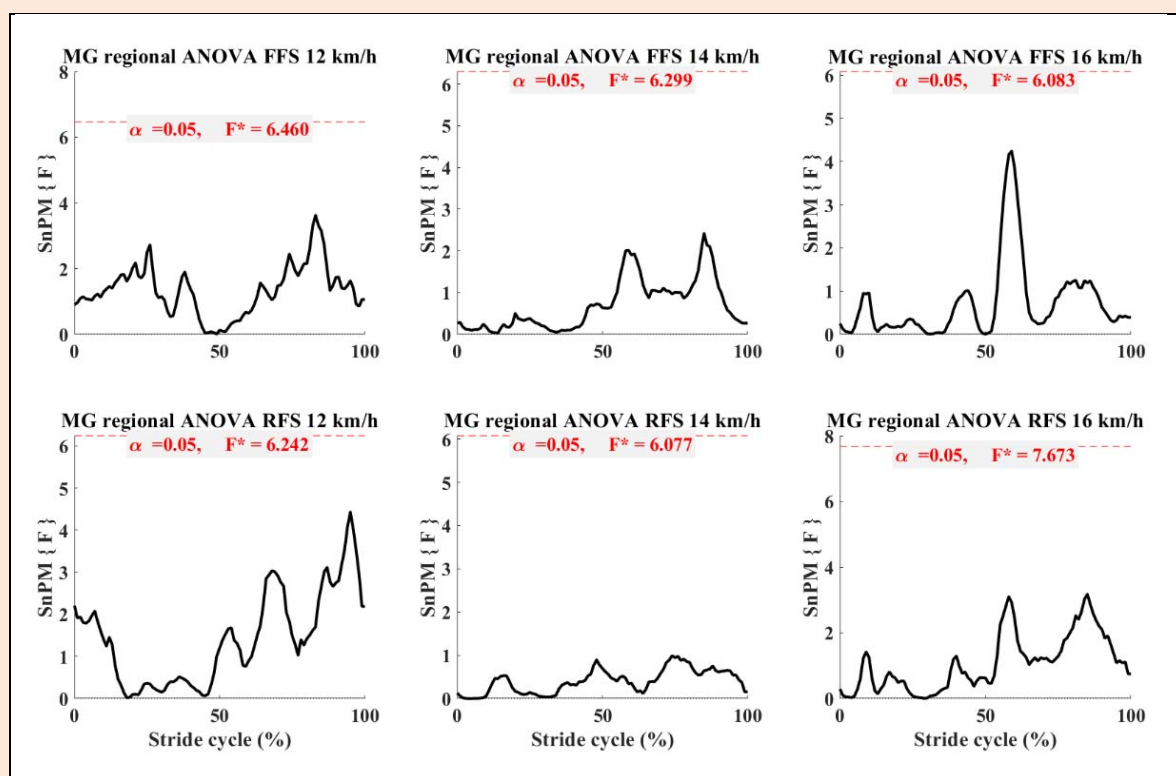 MG regional ANOVA FFS 12 km/h
8
6
4
2
0
α =0.05, F* = 6.460
SnPM { F }
0 50 100
MG regional ANOVA FFS 14 km/h
6
5
4
3
2
1
0
α =0.05, F* = 6.299
SnPM { F }
0 50 100
MG regional ANOVA FFS 16 km/h
6
5
4
3
2
1
0
α =0.05, F* = 6.083
SnPM { F }
0 50 100
MG regional ANOVA RFS 12 km/h
6
5
4
3
2
1
0
α =0.05, F* = 6.242
SnPM { F }
0 50 100
Stride cycle (%)
MG regional ANOVA RFS 14 km/h
6
5
4
3
2
1
0
α =0.05, F* = 6.077
SnPM { F }
0 50 100
Stride cycle (%)
MG regional ANOVA RFS 16 km/h
8
6
4
2
0
α =0.05, F* = 7.673
SnPM { F }
0 50 100
Stride cycle (%)